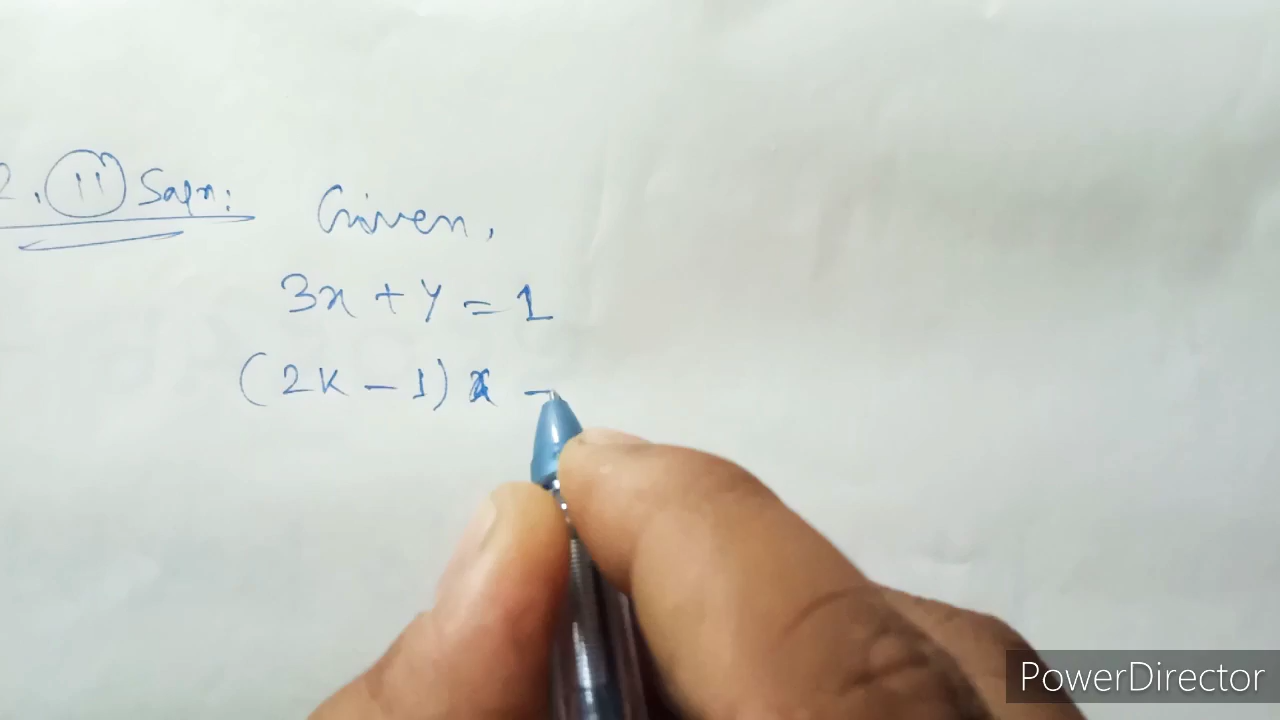 2. (ii) Soln: Given,
3x + y = 1
(2k - 1) x -
PowerDirector